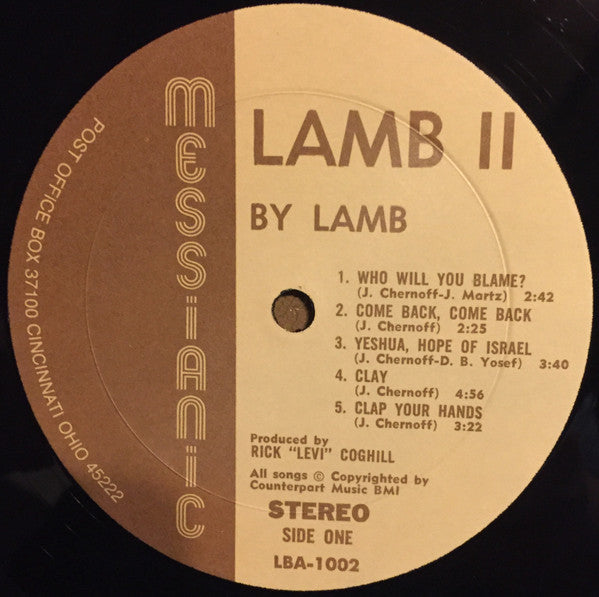 MESSIANIC
POST OFFICE BOX 37100 CINCINNATI OHIO 45222
LAMB II
BY LAMB
1. WHO WILL YOU BLAME?
(J. Chernoff-J. Martz) 2:42
2. COME BACK, COME BACK
(J. Chernoff) 2:25
3. YESHUA, HOPE OF ISRAEL
(J. Chernoff-D. B. Yosef) 3:40
4. CLAY
(J. Chernoff) 4:56
5. CLAP YOUR HANDS
(J. Chernoff) 3:22
Produced by
RICK "LEVI" COGHILL
All songs © Copyrighted by
Counterpart Music BMI
STEREO
SIDE ONE
LBA-1002